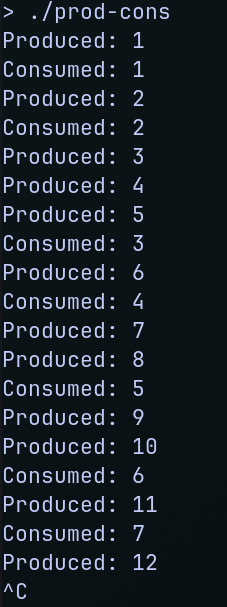 > ./prod-cons
Produced: 1
Consumed: 1
Produced: 2
Consumed: 2
Produced: 3
Produced: 4
Produced: 5
Consumed: 3
Produced: 6
Consumed: 4
Produced: 7
Produced: 8
Consumed: 5
Produced: 9
Produced: 10
Consumed: 6
Produced: 11
Consumed: 7
Produced: 12
^C